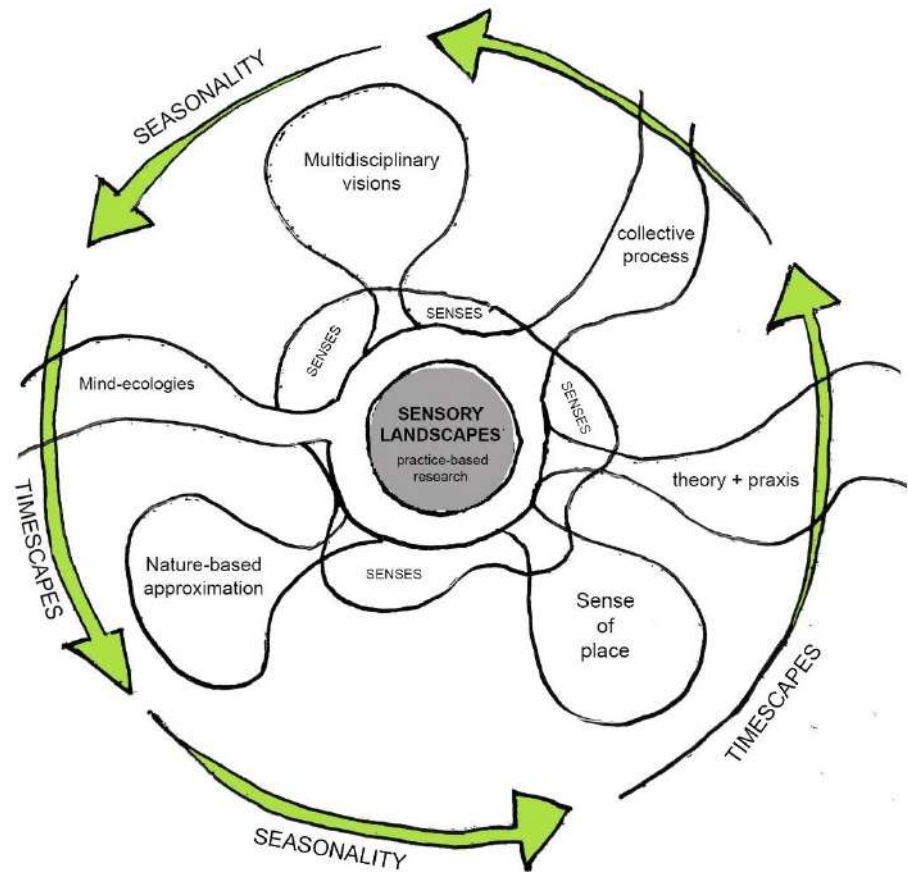 SEASONALITY
Multidisciplinary
visions
collective
process
SENSES
SENSES
SENSES
Mind-ecologies
SENSORY
LANDSCAPES
practice-based
research
theory + praxis
TIMESCAPES
Nature-based
approximation
SENSES
Sense
of
place
TIMESCAPES
SEASONALITY